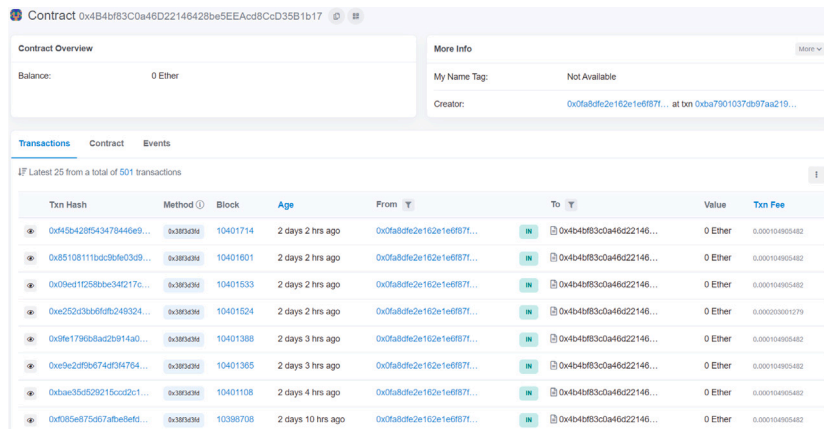 Contract 0x4B4bf83C0a46D22146428be5EEAcd8CcD35B1b17
Contract Overview
Balance: 0 Ether
More Info
More
My Name Tag: Not Available
Creator: 0x0fa8dfe2e162e1e6f87f... at txn 0xba7901037db97aa219...
Transactions Contract Events
Latest 25 from a total of 501 transactions
Txn Hash Method Block Age From To Value Txn Fee
0xf45b428f543478446e9... 0x38f3d3fd 10401714 2 days 2 hrs ago 0x0fa8dfe2e162e1e6f87f... IN 0x4b4bf83c0a46d22146... 0 Ether 0.000104905482
0x85108111bdc9bfe03d9... 0x38f3d3fd 10401601 2 days 2 hrs ago 0x0fa8dfe2e162e1e6f87f... IN 0x4b4bf83c0a46d22146... 0 Ether 0.000104905482
0x09ed1f258bbe34f217c... 0x38f3d3fd 10401533 2 days 2 hrs ago 0x0fa8dfe2e162e1e6f87f... IN 0x4b4bf83c0a46d22146... 0 Ether 0.000104905482
0xe252d3bb6fdfb249324... 0x38f3d3fd 10401524 2 days 2 hrs ago 0x0fa8dfe2e162e1e6f87f... IN 0x4b4bf83c0a46d22146... 0 Ether 0.000203001279
0x9fe1796b8ad2b914a0... 0x38f3d3fd 10401388 2 days 3 hrs ago 0x0fa8dfe2e162e1e6f87f... IN 0x4b4bf83c0a46d22146... 0 Ether 0.000104905482
0xe9e2df9b674df3f4764... 0x38f3d3fd 10401365 2 days 3 hrs ago 0x0fa8dfe2e162e1e6f87f... IN 0x4b4bf83c0a46d22146... 0 Ether 0.000104905482
0xbae35d529215ccd2c1... 0x38f3d3fd 10401108 2 days 4 hrs ago 0x0fa8dfe2e162e1e6f87f... IN 0x4b4bf83c0a46d22146... 0 Ether 0.000104905482
0xf085e875d67afbe8efd... 0x38f3d3fd 10398708 2 days 10 hrs ago 0x0fa8dfe2e162e1e6f87f... IN 0x4b4bf83c0a46d22146... 0 Ether 0.000104905482